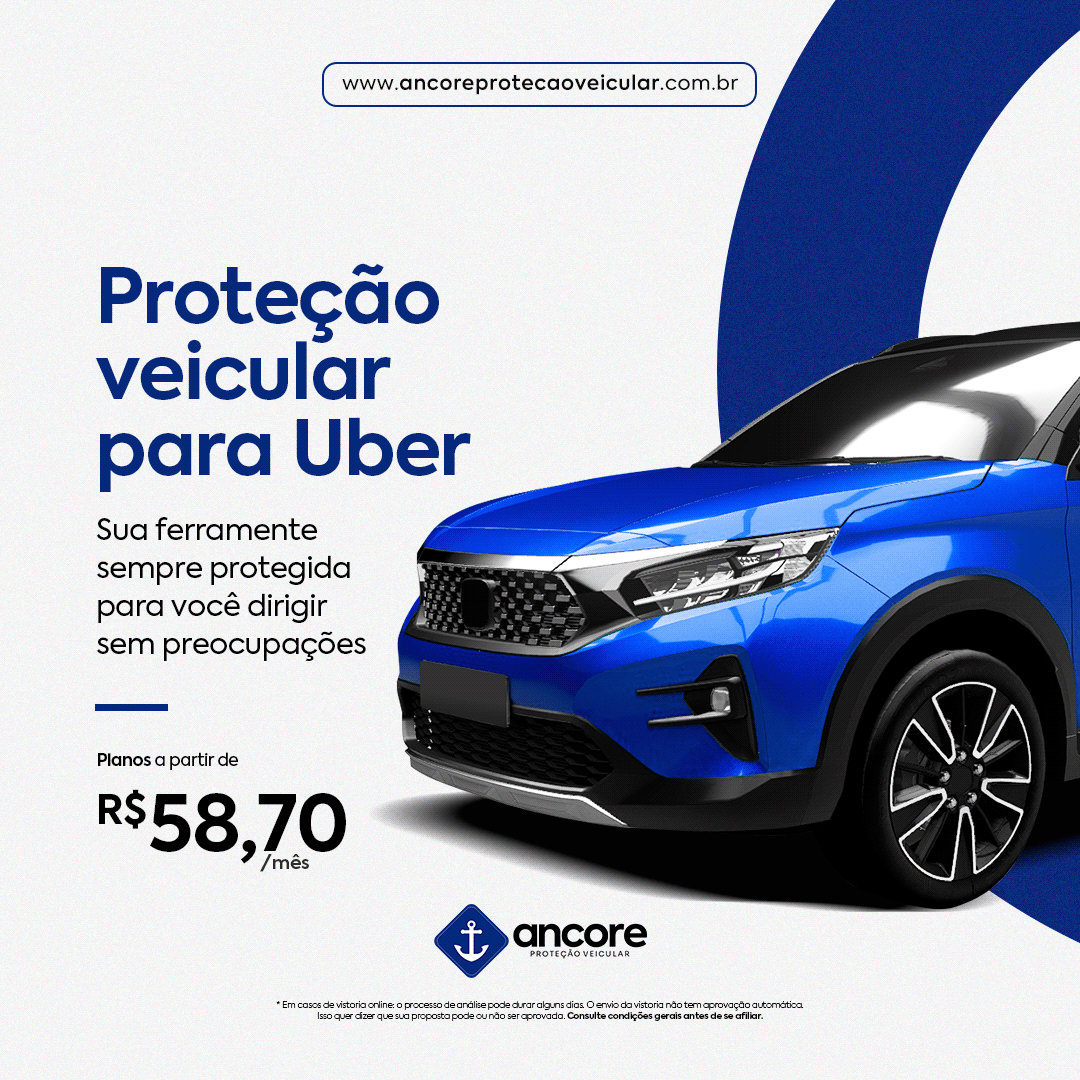 www.ancoreprotecaoveicular.com.br
Proteção
veicular
para Uber
Sua ferramente
sempre protegida
para você dirigir
sem preocupações
Planos a partir de
R$58,70
/mês
ancore
PROTEÇÃO VEICULAR
* Em casos de vistoria online: o processo de análise pode durar alguns dias. O envio da vistoria não tem aprovação automática.
Isso quer dizer que sua proposta pode ou não ser aprovada. Consulte condições gerais antes de se afiliar.